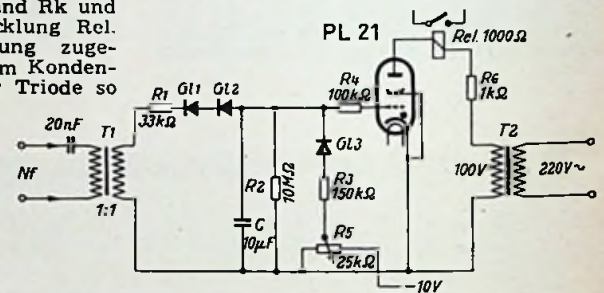 and Rk und
cklung Rel.
ung zuge-
m Konden-
r Triode so
PL 21
Rel. 1000Ω
R1
33kΩ
Gl1
Gl2
R4
100kΩ
R6
1kΩ
20nF
T1
T2
Nf
1:1
R2
10MΩ
Gl3
R3
150kΩ
100V
220V~
C
10μF
R5
25kΩ
-10V